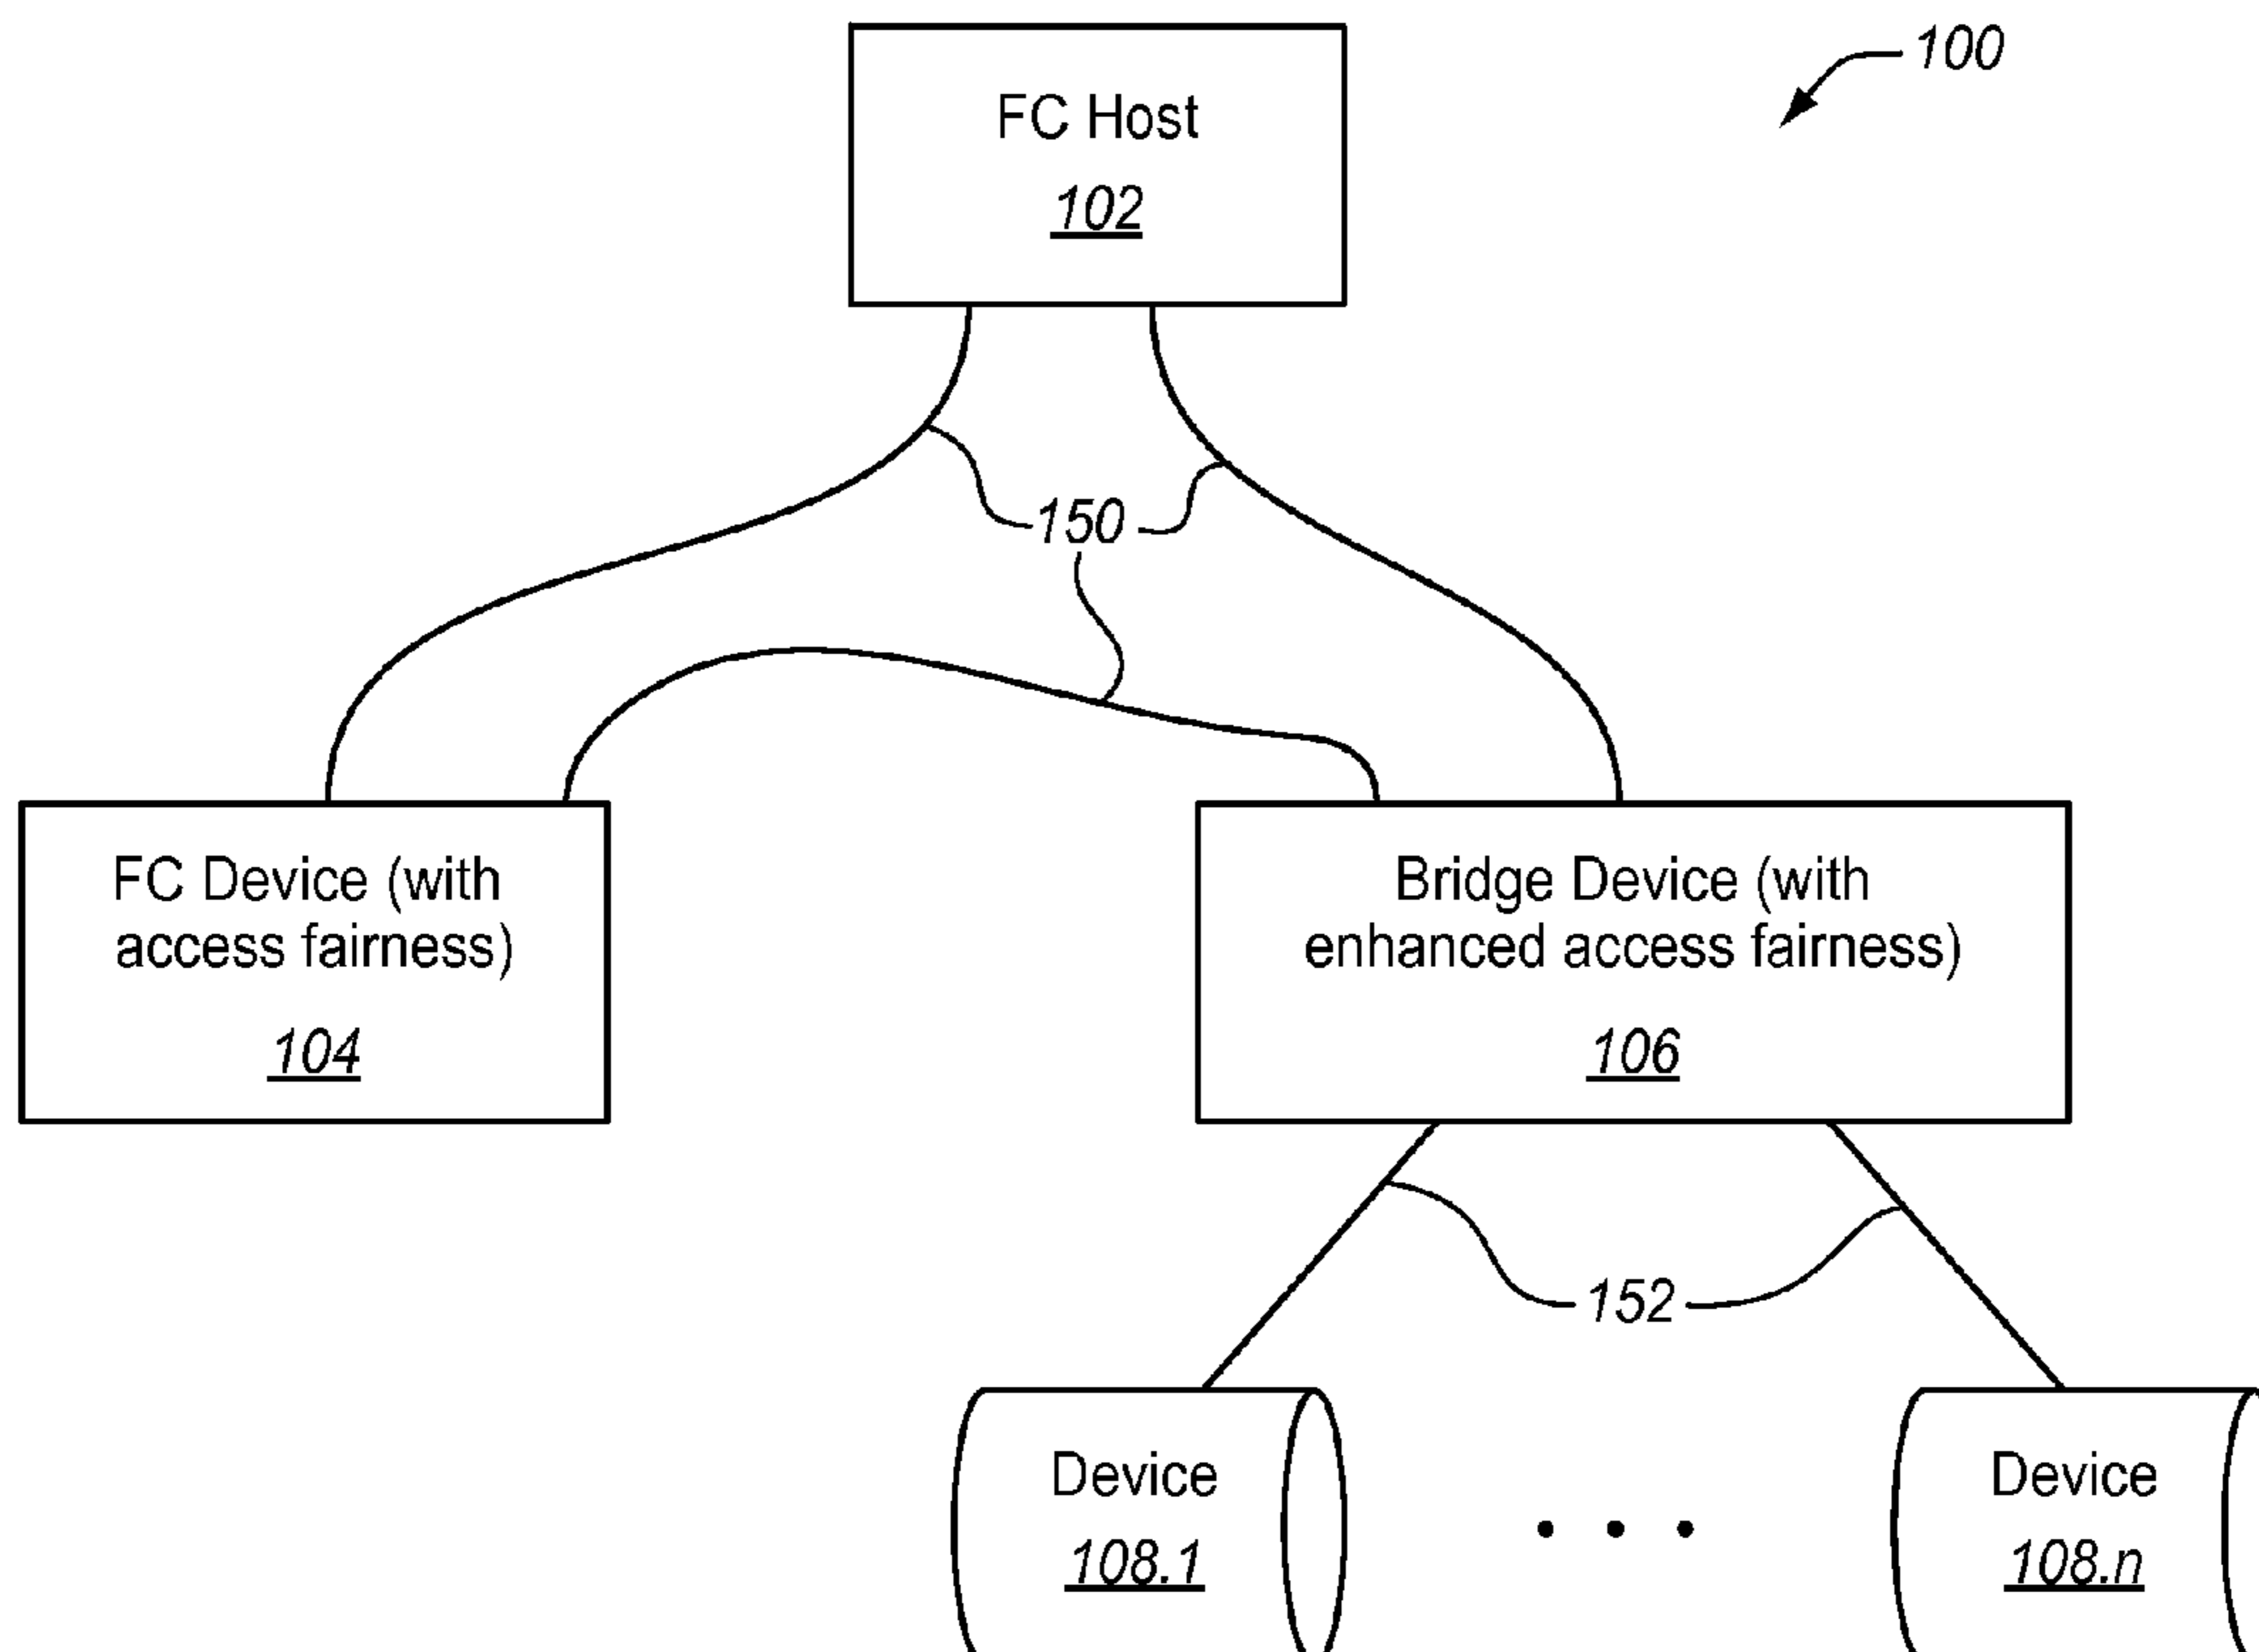 100
FC Host
102
150
FC Device (with
access fairness)
104
Bridge Device (with
enhanced access fairness)
106
152
Device
108.1
Device
108.n